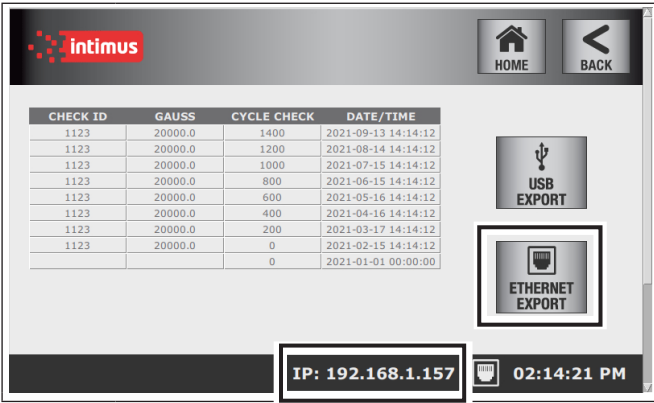 intimus
HOME
BACK
CHECK ID GAUSS CYCLE CHECK DATE/TIME
1123 20000.0 1400 2021-09-13 14:14:12
1123 20000.0 1200 2021-08-14 14:14:12
1123 20000.0 1000 2021-07-15 14:14:12
1123 20000.0 800 2021-06-15 14:14:12
1123 20000.0 600 2021-05-16 14:14:12
1123 20000.0 400 2021-04-16 14:14:12
1123 20000.0 200 2021-03-17 14:14:12
1123 20000.0 0 2021-02-15 14:14:12
0 2021-01-01 00:00:00
USB
EXPORT
ETHERNET
EXPORT
IP: 192.168.1.157 02:14:21 PM